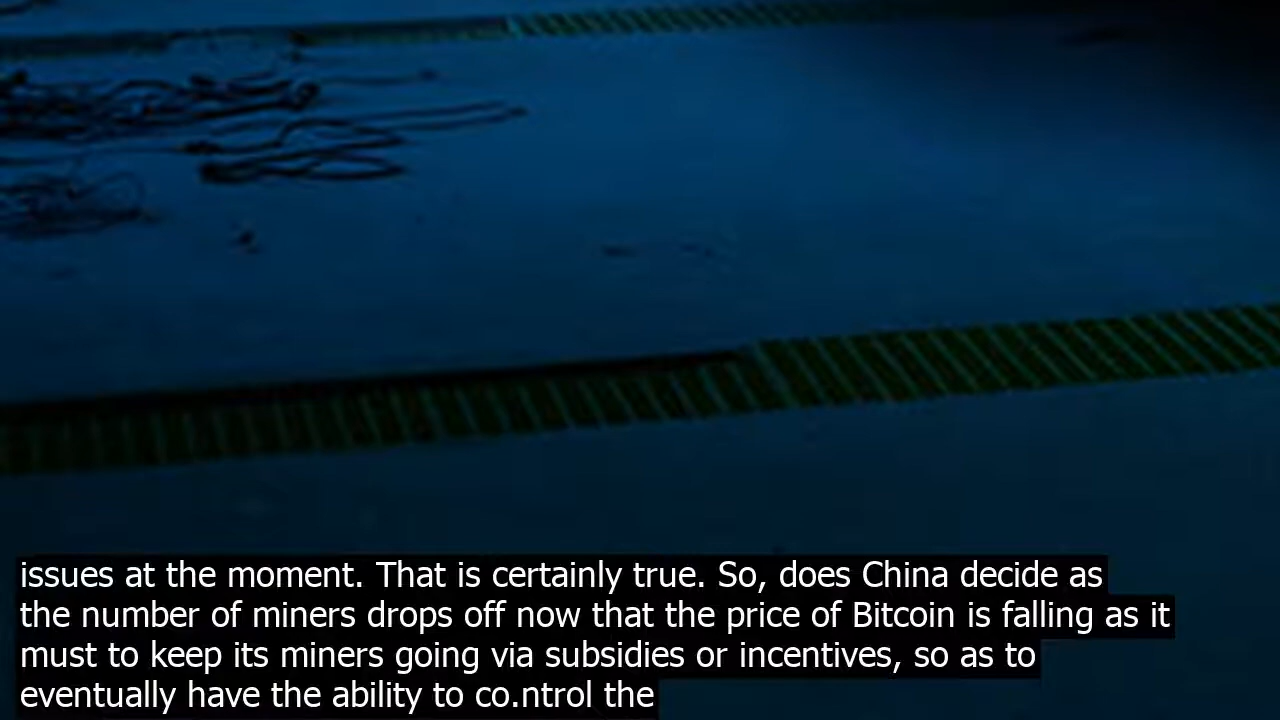 issues at the moment. That is certainly true. So, does China decide as
the number of miners drops off now that the price of Bitcoin is falling as it
must to keep its miners going via subsidies or incentives, so as to
eventually have the ability to co.ntrol the